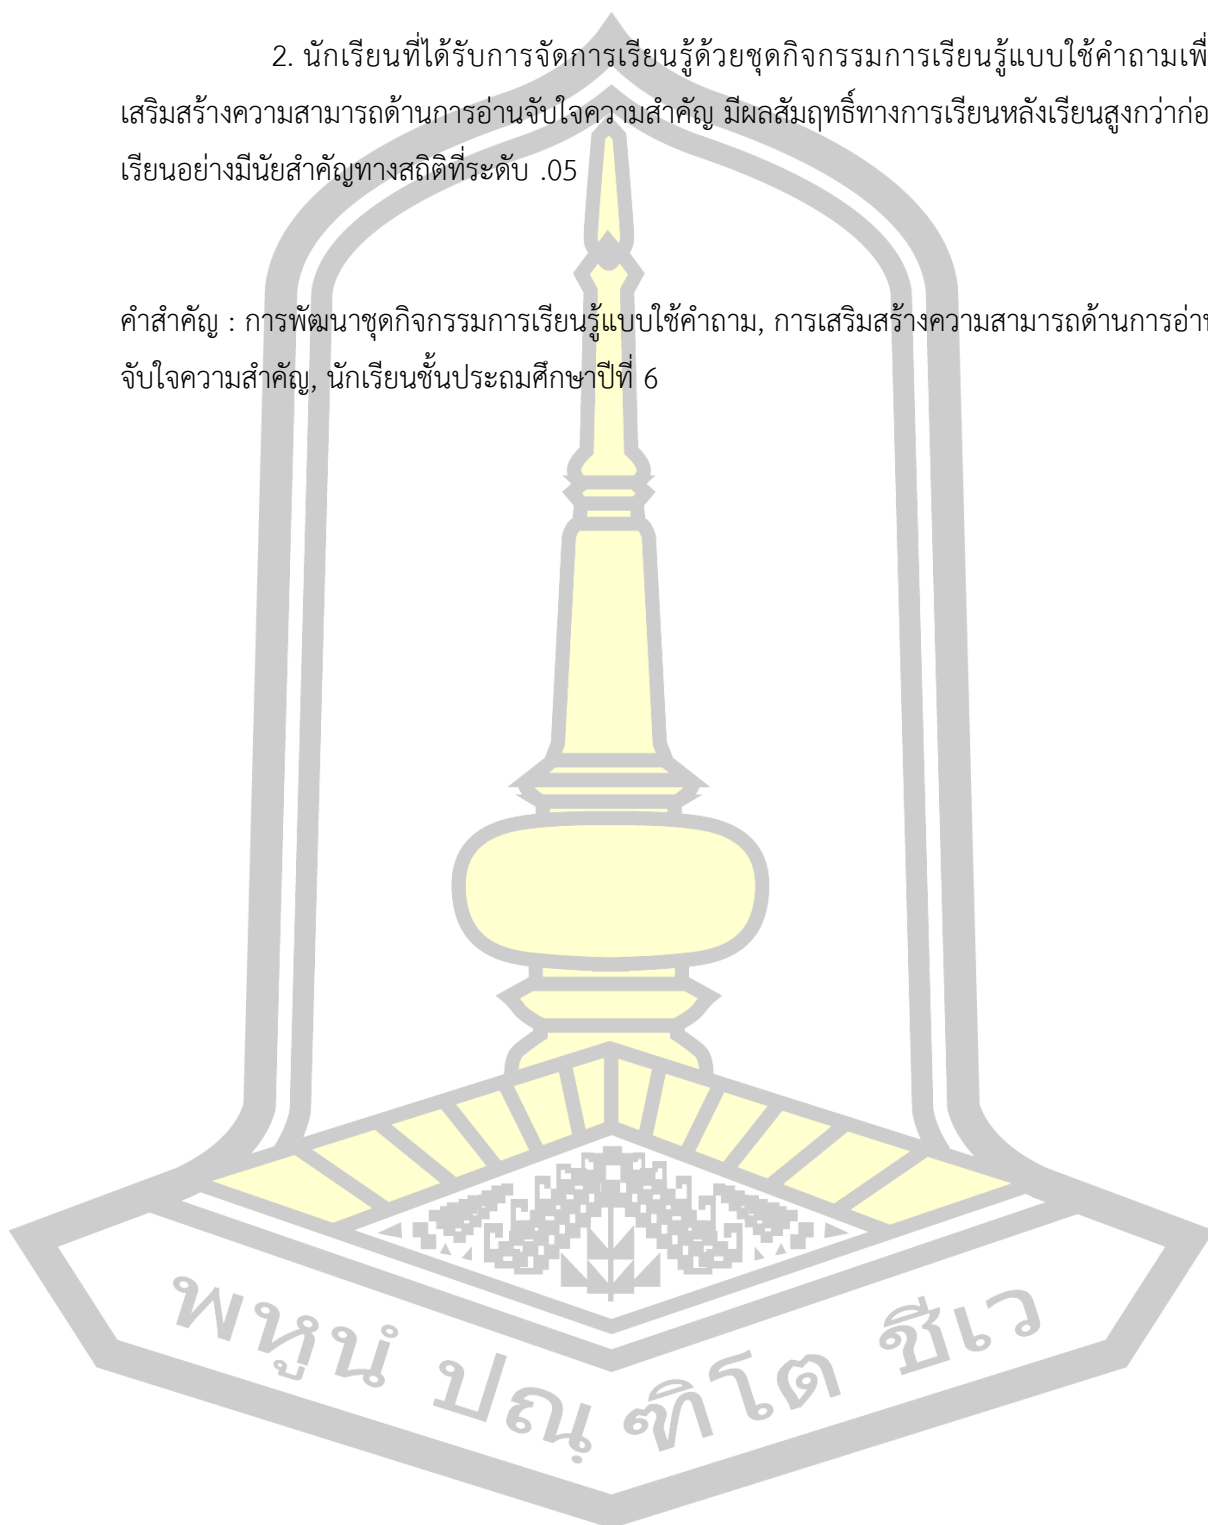 2. นักเรียนที่ได้รับการจัดการเรียนรู้ด้วยชุดกิจกรรมการเรียนรู้แบบใช้คำถามเพื่
เสริมสร้างความสามารถด้านการอ่านจับใจความสำคัญ มีผลสัมฤทธิ์ทางการเรียนหลังเรียนสูงกว่าก่อ
เรียนอย่างมีนัยสำคัญทางสถิติที่ระดับ .05
คำสำคัญ : การพัฒนาชุดกิจกรรมการเรียนรู้แบบใช้คำถาม, การเสริมสร้างความสามารถด้านการอ่าน
จับใจความสำคัญ, นักเรียนชั้นประถมศึกษาปีที่ 6
พหูนํ ปณฺฑิโต ชีเว